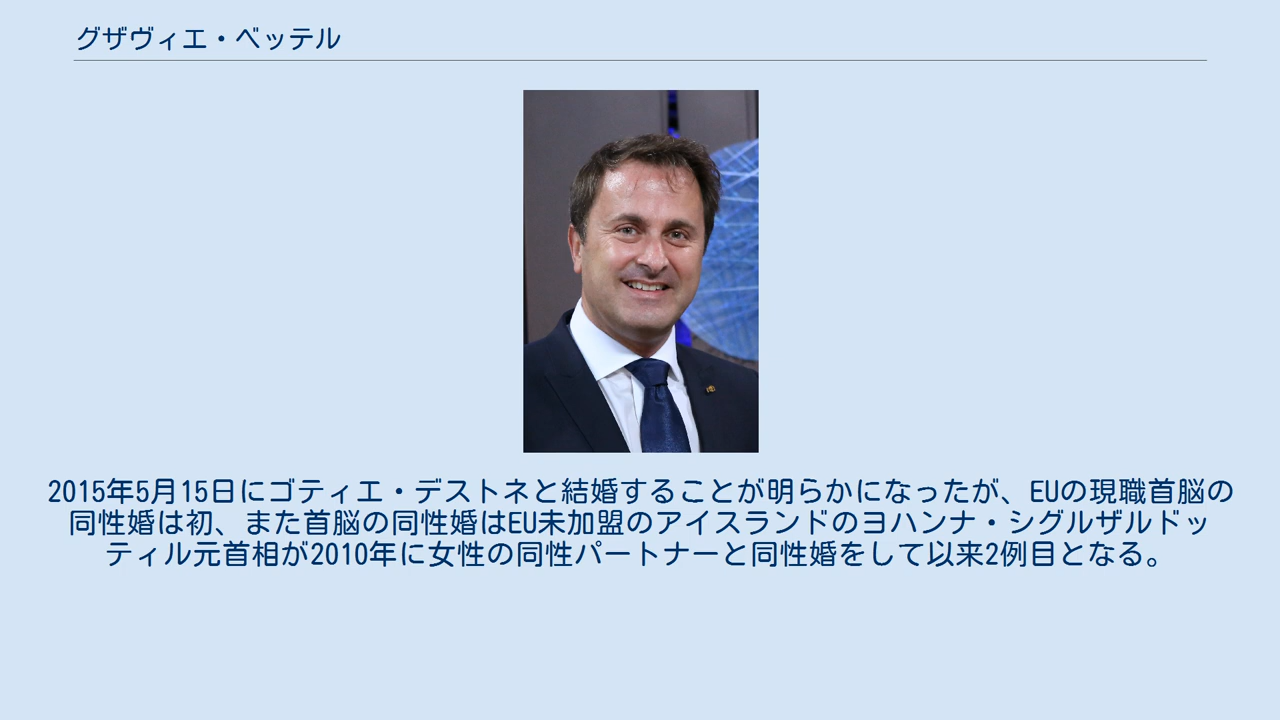 グザヴィエ・ベッテル
2015年5月15日にゴティエ・デストネと結婚することが明らかになったが、EUの現職首脳の
同性婚は初、また首脳の同性婚はEU未加盟のアイスランドのヨハンナ・シグルザルドッ
ティル元首相が2010年に女性の同性パートナーと同性婚をして以来2例目となる。